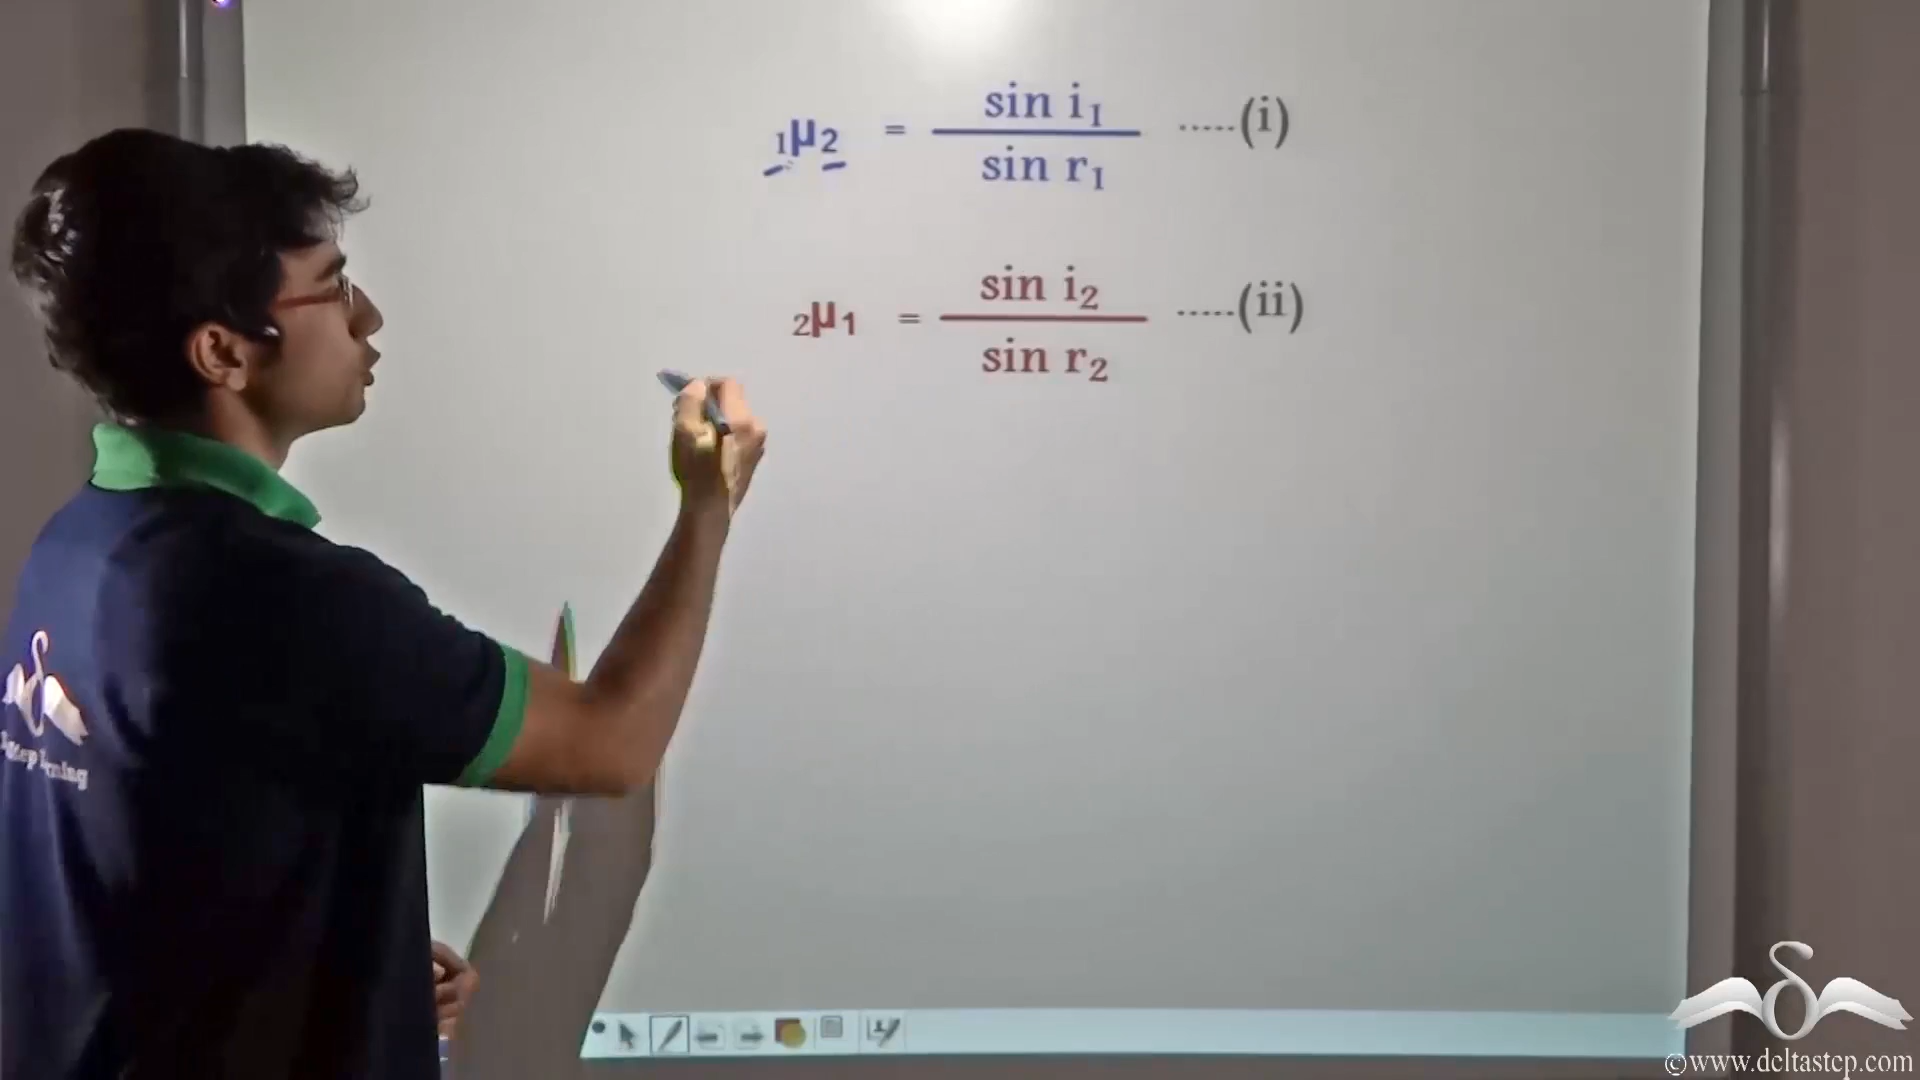 ₁μ₂ = sin i₁ / sin r₁ .....(i)
₂μ₁ = sin i₂ / sin r₂ .....(ii)
©www.deltastep.com